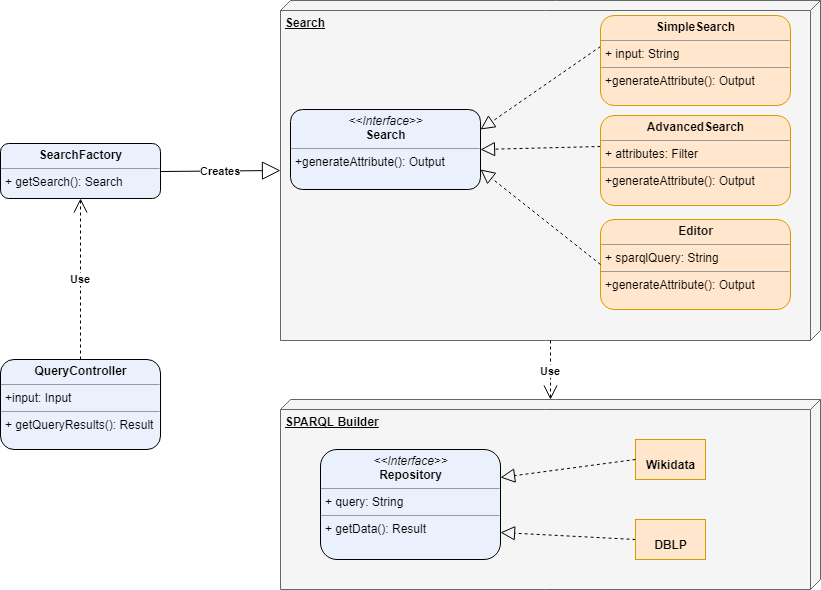 Search
SimpleSearch
+ input: String
+generateAttribute(): Output
<<Interface>>
Search
+generateAttribute(): Output
AdvancedSearch
+ attributes: Filter
+generateAttribute(): Output
SearchFactory
+ getSearch(): Search
Creates
Editor
+ sparqlQuery: String
+generateAttribute(): Output
Use
QueryController
+input: Input
+ getQueryResults(): Result
Use
SPARQL Builder
<<Interface>>
Repository
+ query: String
+ getData(): Result
Wikidata
DBLP